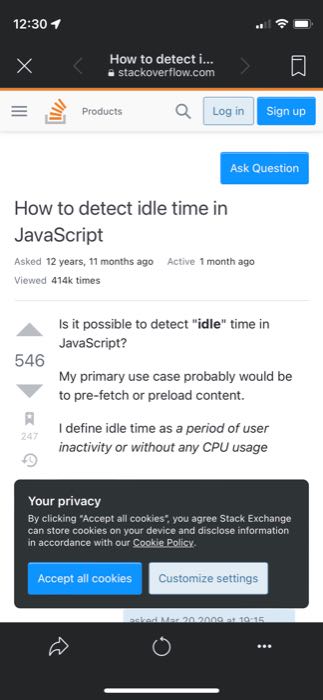 12:30
How to detect i...
stackoverflow.com
Products
Log in
Sign up
Ask Question
How to detect idle time in
JavaScript
Asked 12 years, 11 months ago Active 1 month ago
Viewed 414k times
Is it possible to detect "idle" time in
JavaScript?
546
My primary use case probably would be
to pre-fetch or preload content.
247
I define idle time as a period of user
inactivity or without any CPU usage
Your privacy
By clicking "Accept all cookies", you agree Stack Exchange
can store cookies on your device and disclose information
in accordance with our Cookie Policy.
Accept all cookies
Customize settings
asked Mar 20 2009 at 19:15